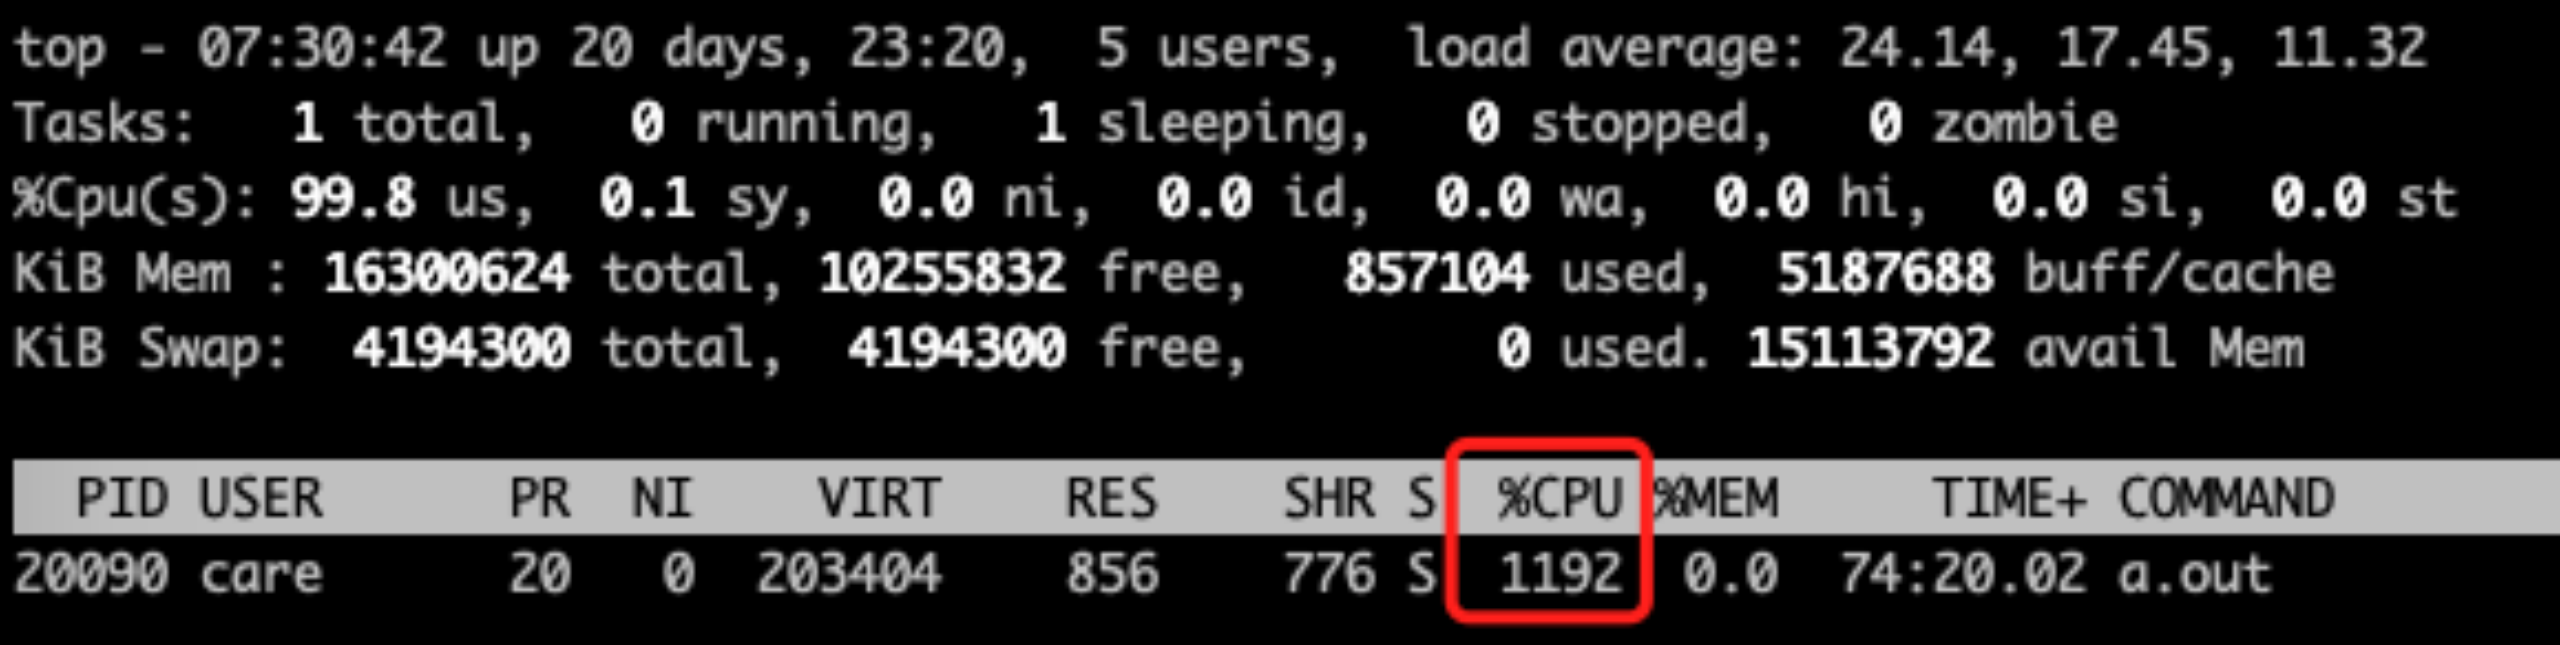 top - 07:30:42 up 20 days, 23:20,  5 users,  load average: 24.14, 17.45, 11.32
Tasks:   1 total,   0 running,   1 sleeping,   0 stopped,   0 zombie
%Cpu(s): 99.8 us,  0.1 sy,  0.0 ni,  0.0 id,  0.0 wa,  0.0 hi,  0.0 si,  0.0 st
KiB Mem : 16300624 total, 10255832 free,   857104 used,  5187688 buff/cache
KiB Swap:  4194300 total,  4194300 free,        0 used. 15113792 avail Mem
PID USER      PR  NI    VIRT    RES    SHR S  %CPU %MEM     TIME+ COMMAND
20090 care      20   0  203404    856    776 S  1192  0.0  74:20.02 a.out